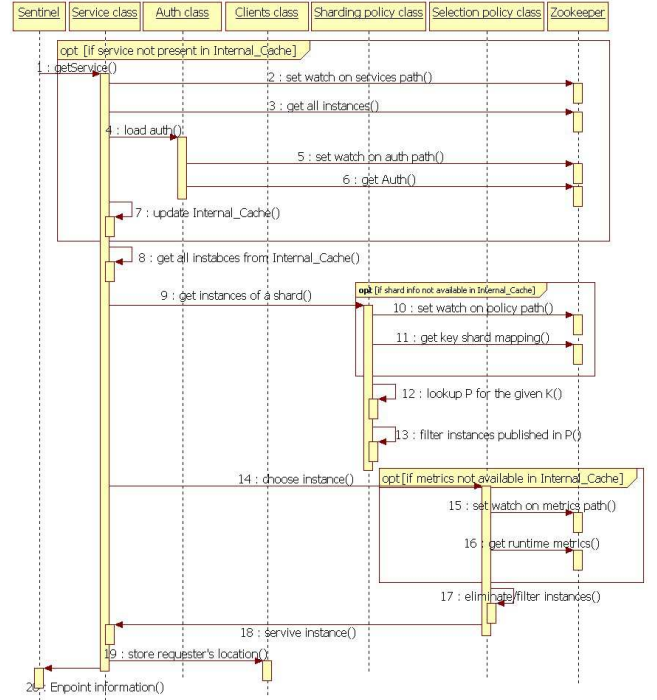 Sentinel
Service class
Auth class
Clients class
Sharding policy class
Selection policy class
Zookeeper
opt [if service not present in Internal_Cache]
1 : getService()
2 : set watch on services path()
3 : get all instances()
4 : load auth()
5 : set watch on auth path()
6 : get Auth()
7 : update Internal_Cache()
8 : get all instabces from Internal_Cache()
opt [if shard info not available in Internal_Cache]
9 : get instances of a shard()
10 : set watch on policy path()
11 : get key shard mapping()
12 : lookup P for the given K()
13 : filter instances published in P()
opt [if metrics not available in Internal_Cache]
14 : choose instance()
15 : set watch on metrics path()
16 : get runtime metrics()
17 : eliminate/filter instances()
18 : servive instance()
19 : store requester's location()
20 : Enpoint information()